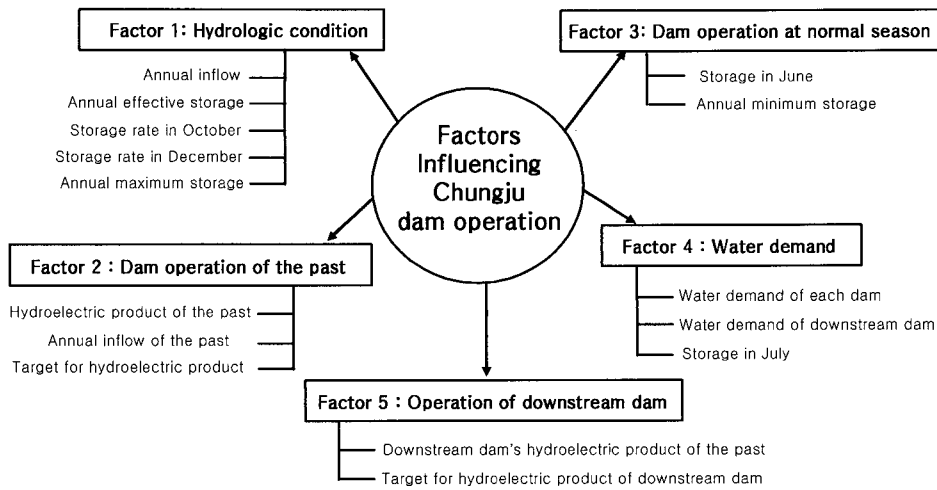 Factor 1 : Hydrologic condition
Annual inflow
Annual effective storage
Storage rate in October
Storage rate in December
Annual maximum storage
Factor 3 : Dam operation at normal season
Storage in June
Annual minimum storage
Factors
Influencing
Chungju
dam operation
Factor 2 : Dam operation of the past
Hydroelectric product of the past
Annual inflow of the past
Target for hydroelectric product
Factor 4 : Water demand
Water demand of each dam
Water demand of downstream dam
Storage in July
Factor 5 : Operation of downstream dam
Downstream dam's hydroelectric product of the past
Target for hydroelectric product of downstream dam